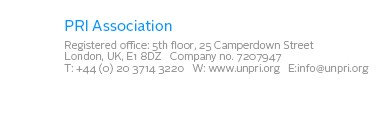 PRI Association
Registered office: 5th floor, 25 Camperdown Street
London, UK, E1 8DZ Company no. 7207947
T: +44 (0) 20 3714 3220 W: www.unpri.org E:info@unpri.org